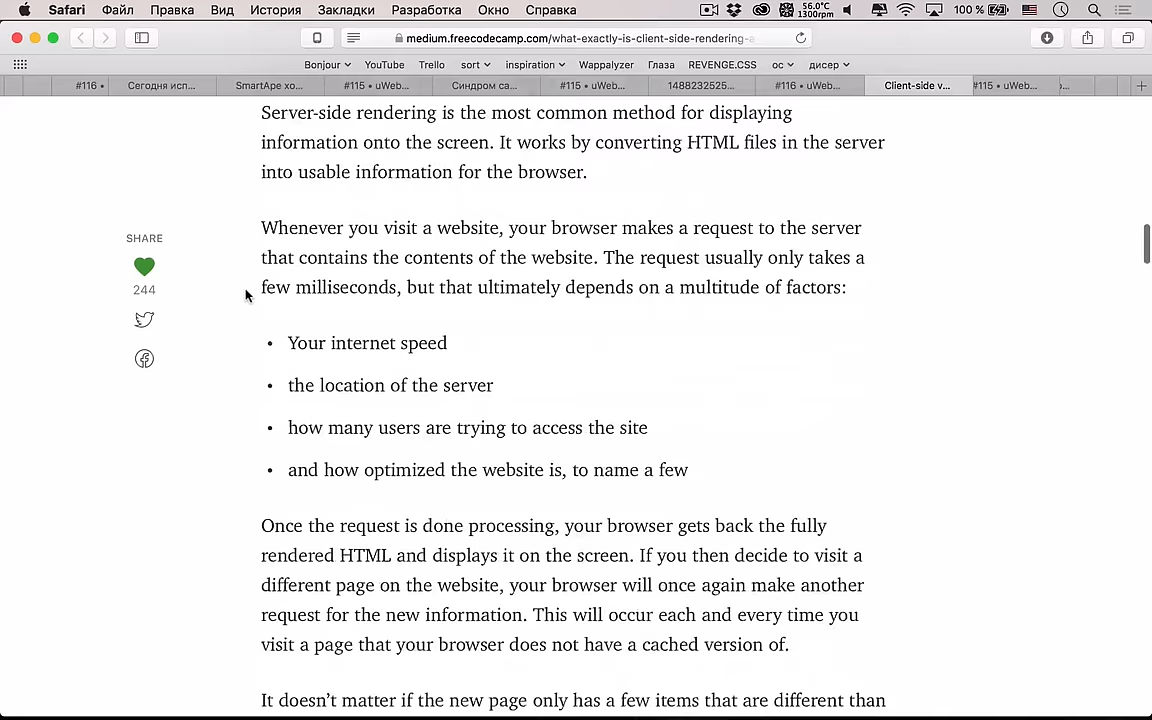 Safari Файл Правка Вид История Закладки Разработка Окно Справка 56.0°C 1300rpm 100 %
medium.freecodecamp.com/what-exactly-is-client-side-rendering-a
Bonjour YouTube Trello sort inspiration Wappalyzer Глаза REVENGE.CSS ос дисер
#116 • Сегодня исп... SmartApe хо... #115 • uWeb... Синдром са... #115 • uWeb... 1488232525... #116 • uWeb... Client-side v... #115 • uWeb...
Server-side rendering is the most common method for displaying
information onto the screen. It works by converting HTML files in the server
into usable information for the browser.
Whenever you visit a website, your browser makes a request to the server
that contains the contents of the website. The request usually only takes a
few milliseconds, but that ultimately depends on a multitude of factors:
SHARE
244
• Your internet speed
• the location of the server
• how many users are trying to access the site
• and how optimized the website is, to name a few
Once the request is done processing, your browser gets back the fully
rendered HTML and displays it on the screen. If you then decide to visit a
different page on the website, your browser will once again make another
request for the new information. This will occur each and every time you
visit a page that your browser does not have a cached version of.
It doesn’t matter if the new page only has a few items that are different than